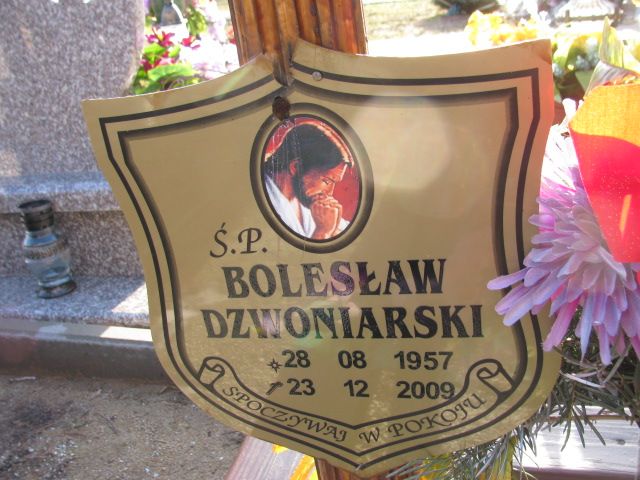 Ś.P.
BOLESŁAW
DZWONIARSKI
28 08 1957
23 12 2009
SPOCZYWAJ W POKOJU